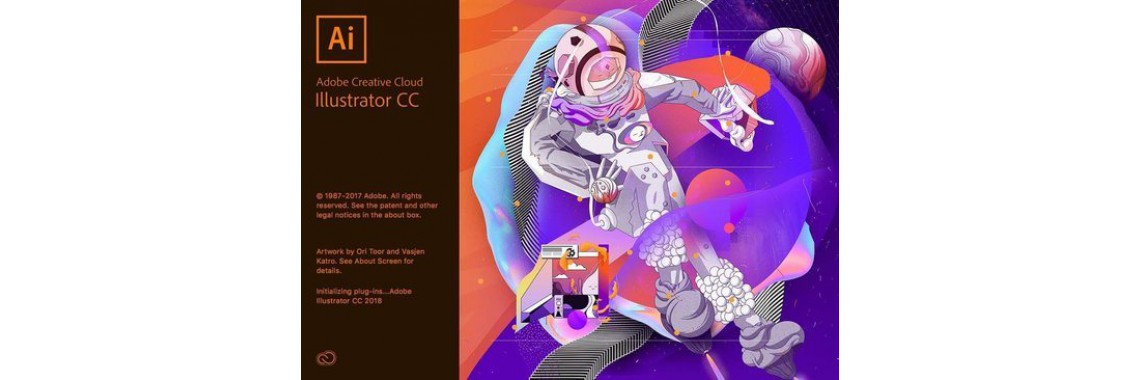 Ai
Adobe Creative Cloud
Illustrator CC
© 1987-2017 Adobe. All rights
reserved. See the patent and other
legal notices in the about box.
Artwork by Ori Toor and Vasjen
Katro. See About Screen for
details.
Initializing plug-ins...Adobe
Illustrator CC 2018